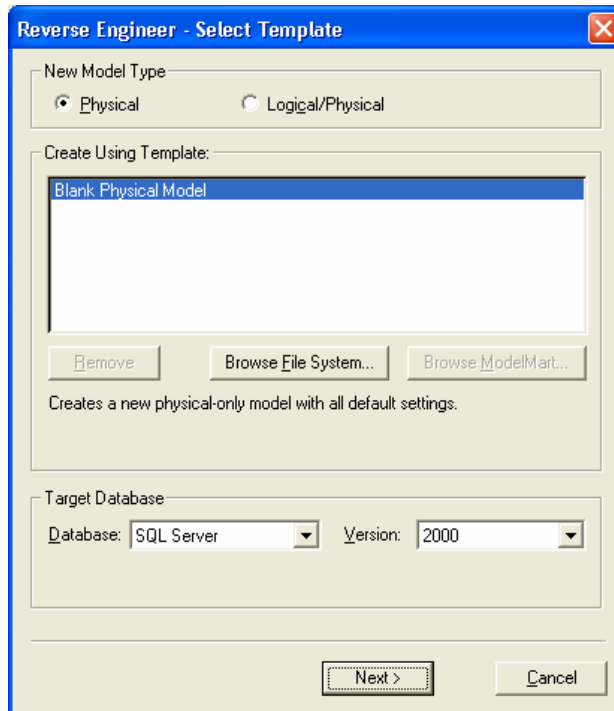 Reverse Engineer - Select Template
New Model Type
Physical
Logical/Physical
Create Using Template:
Blank Physical Model
Remove
Browse File System...
Browse ModelMart...
Creates a new physical-only model with all default settings.
Target Database
Database: SQL Server Version: 2000
Next >
Cancel